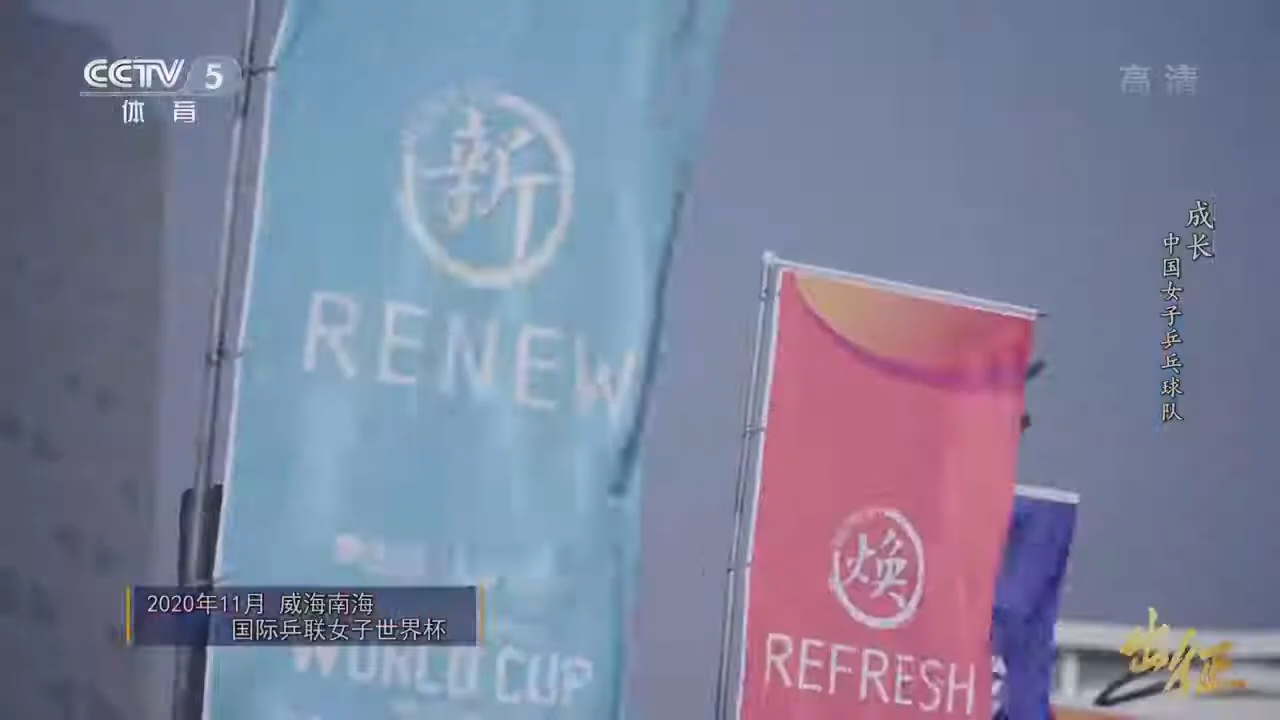 CCTV 5
体育
高清
新
RENEW
WORLD CUP
焕
REFRESH
成长
中国女子乒乓球队
2020年11月 威海南海
国际乒联女子世界杯
出征